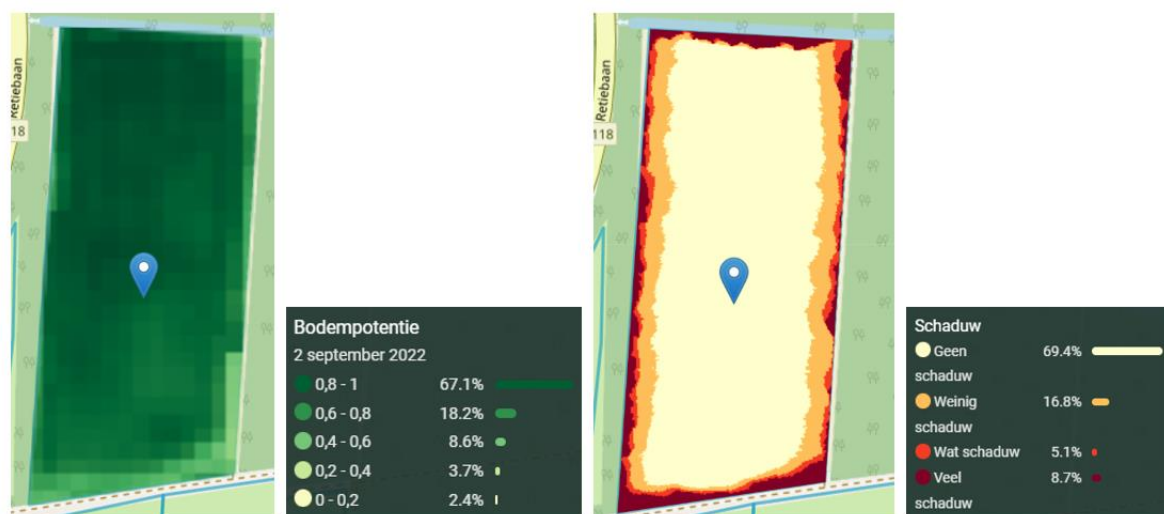 Retiebaan
18
Bodempotentie
2 september 2022
0,8 - 1 67.1%
0,6 - 0,8 18.2%
0,4 - 0,6 8.6%
0,2 - 0,4 3.7%
0 - 0,2 2.4%
Retiebaan
118
Schaduw
Geen 69.4%
schaduw
Weinig 16.8%
schaduw
Wat schaduw 5.1%
Veel 8.7%
schaduw